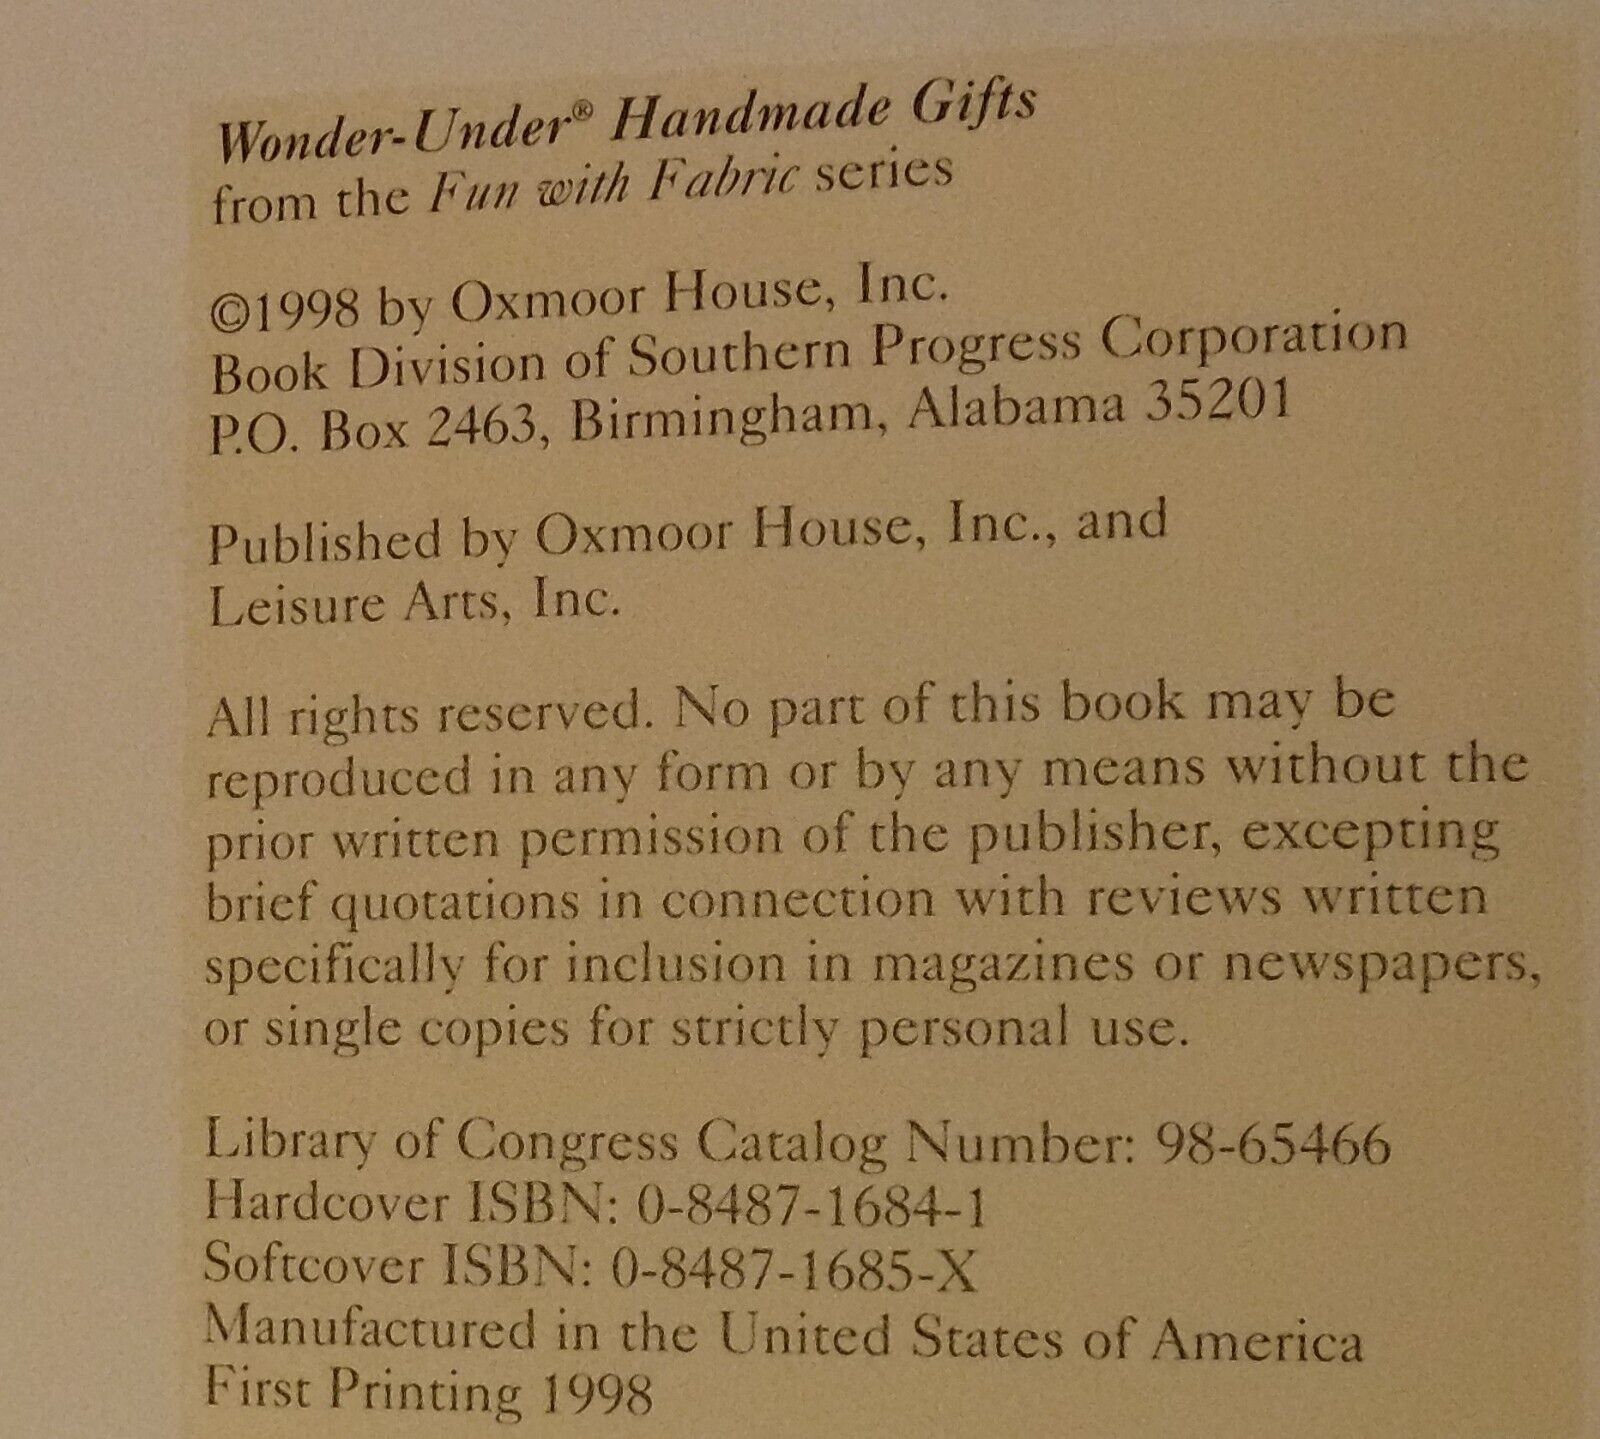 Wonder-Under® Handmade Gifts
from the Fun with Fabric series
©1998 by Oxmoor House, Inc.
Book Division of Southern Progress Corporation
P.O. Box 2463, Birmingham, Alabama 35201
Published by Oxmoor House, Inc., and
Leisure Arts, Inc.
All rights reserved. No part of this book may be
reproduced in any form or by any means without the
prior written permission of the publisher, excepting
brief quotations in connection with reviews written
specifically for inclusion in magazines or newspapers,
or single copies for strictly personal use.
Library of Congress Catalog Number: 98-65466
Hardcover ISBN: 0-8487-1684-1
Softcover ISBN: 0-8487-1685-X
Manufactured in the United States of America
First Printing 1998